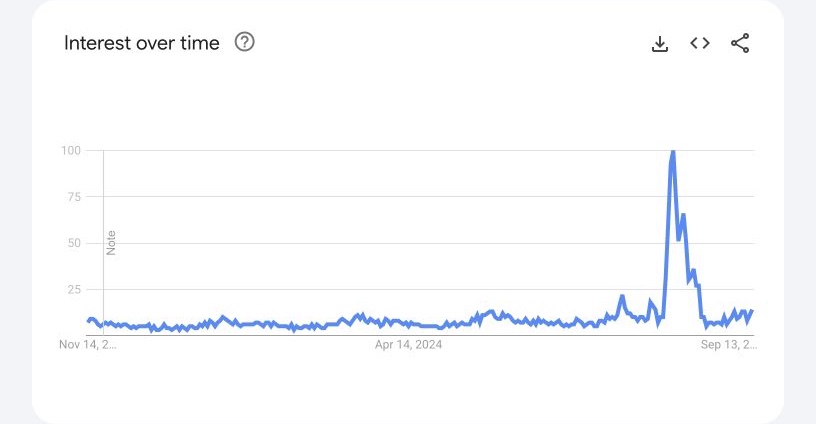 Interest over time
100
75
50
25
Note
Nov 14, 2...
Apr 14, 2024
Sep 13, 2...